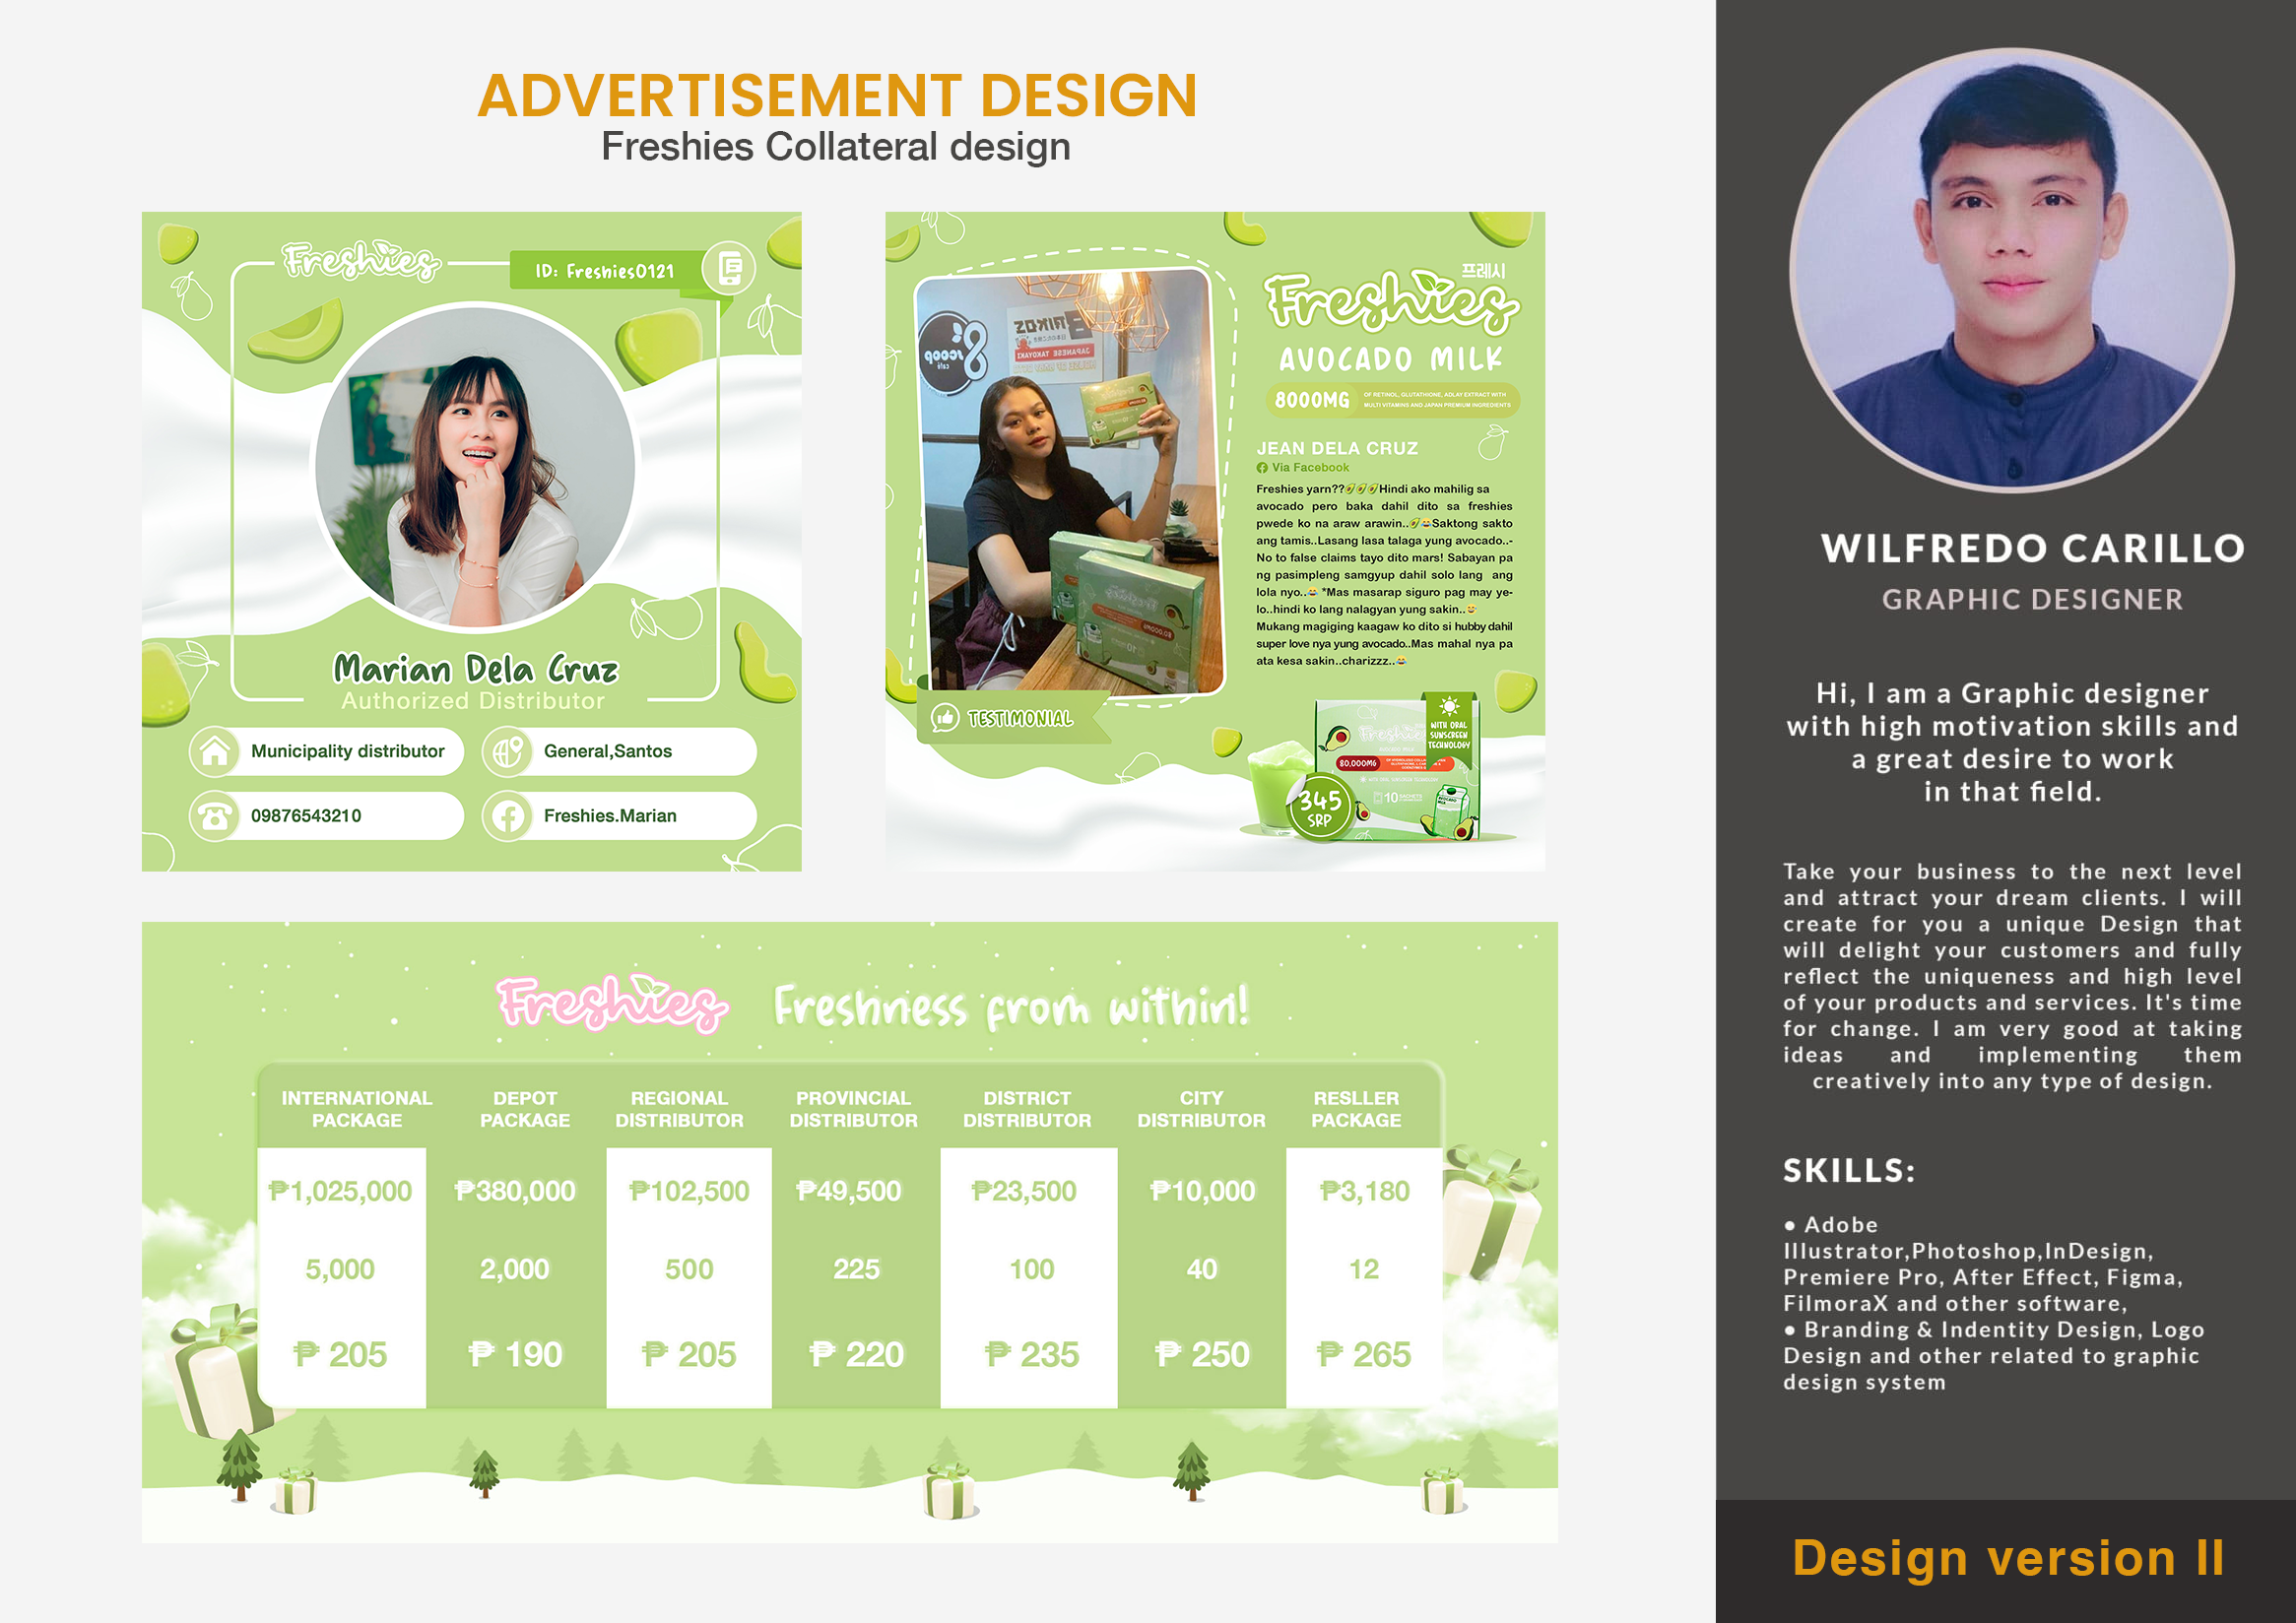 ADVERTISEMENT DESIGN
Freshies Collateral design
Freshies
ID: Freshies0121
Marian Dela Cruz
Authorized Distributor
Municipality distributor
General,Santos
09876543210
Freshies.Marian
프레시
Freshies
AVOCADO MILK
8000MG
OF RETINOL, GLUTATHIONE, ADLAY EXTRACT WITH
MULTI VITAMINS AND JAPAN PREMIUM INGREDIENTS
JEAN DELA CRUZ
Via Facebook
Freshies yarn??🥑🥑🥑Hindi ako mahilig sa
avocado pero baka dahil dito sa freshies
pwede ko na araw arawin..🥑😂Saktong sakto
ang tamis..Lasang lasa talaga yung avocado..-
No to false claims tayo dito mars! Sabayan pa
ng pasimpleng samgyup dahil solo lang ang
lola nyo..😂 *Mas masarap siguro pag may ye-
lo..hindi ko lang nalagyan yung sakin..😅
Mukang magiging kaagaw ko dito si hubby dahil
super love nya yung avocado..Mas mahal nya pa
ata kesa sakin..charizzz..😂
TESTIMONIAL
WITH ORAL
SUNSCREEN
TECHNOLOGY
Freshies
AVOCADO MILK
80,000MG
10 SACHETS
345
SRP
Freshies
Freshness from within!
INTERNATIONAL PACKAGE
DEPOT PACKAGE
REGIONAL DISTRIBUTOR
PROVINCIAL DISTRIBUTOR
DISTRICT DISTRIBUTOR
CITY DISTRIBUTOR
RESLLER PACKAGE
₱1,025,000 ₱380,000 ₱102,500 ₱49,500 ₱23,500 ₱10,000 ₱3,180
5,000 2,000 500 225 100 40 12
₱ 205 ₱ 190 ₱ 205 ₱ 220 ₱ 235 ₱ 250 ₱ 265
WILFREDO CARILLO
GRAPHIC DESIGNER
Hi, I am a Graphic designer
with high motivation skills and
a great desire to work
in that field.
Take your business to the next level
and attract your dream clients. I will
create for you a unique Design that
will delight your customers and fully
reflect the uniqueness and high level
of your products and services. It's time
for change. I am very good at taking
ideas and implementing them
creatively into any type of design.
SKILLS:
● Adobe
Illustrator,Photoshop,InDesign,
Premiere Pro, After Effect, Figma,
FilmoraX and other software,
● Branding & Indentity Design, Logo
Design and other related to graphic
design system
Design version II